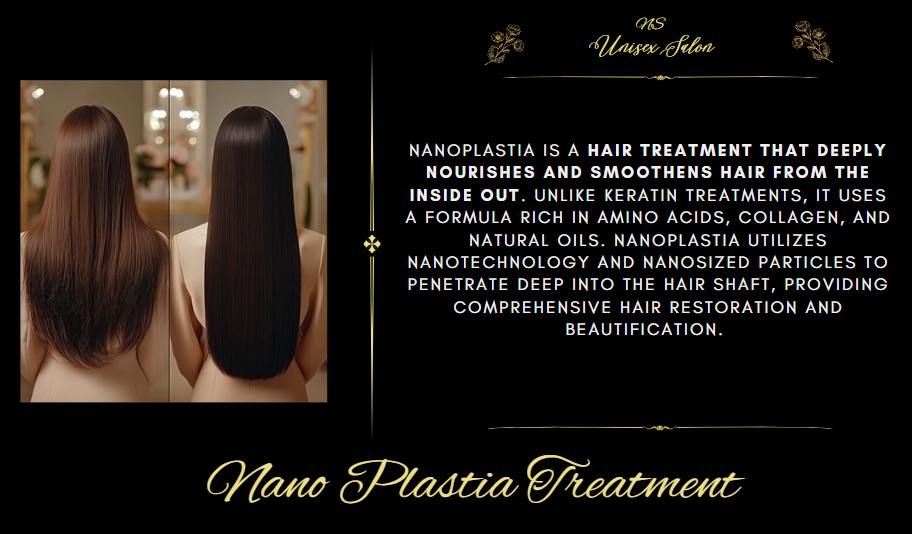 NS
Unisex Salon
NANOPLASTIA IS A HAIR TREATMENT THAT DEEPLY
NOURISHES AND SMOOTHENS HAIR FROM THE
INSIDE OUT. UNLIKE KERATIN TREATMENTS, IT USES
A FORMULA RICH IN AMINO ACIDS, COLLAGEN, AND
NATURAL OILS. NANOPLASTIA UTILIZES
NANOTECHNOLOGY AND NANOSIZED PARTICLES TO
PENETRATE DEEP INTO THE HAIR SHAFT, PROVIDING
COMPREHENSIVE HAIR RESTORATION AND
BEAUTIFICATION.
Nano Plastia Treatment